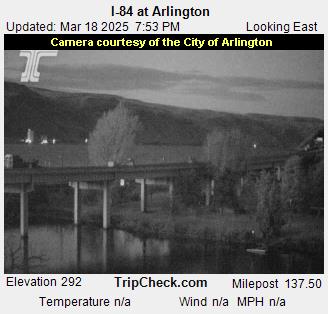 I-84 at Arlington
Updated: Mar 18 2025 7:53 PM Looking East
Camera courtesy of the City of Arlington
Elevation 292 TripCheck.com Milepost 137.50
Temperature n/a Wind n/a MPH n/a